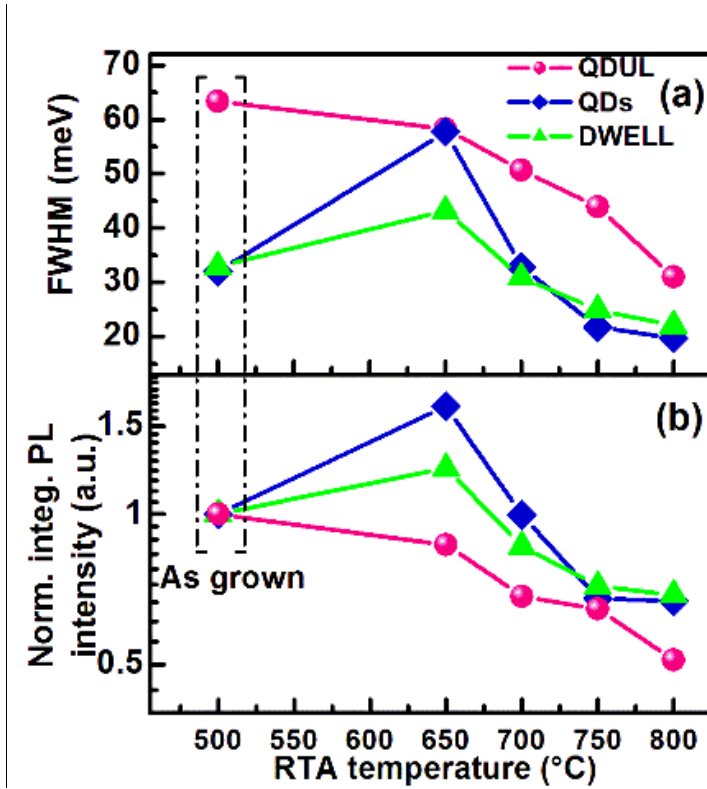 70
60
50
40
30
20
FWHM (meV)
QDUL
QDs
DWELL
(a)
1.5
1
0.5
Norm. integ. PL
intensity (a.u.)
(b)
As grown
500 550 600 650 700 750 800
RTA temperature (°C)